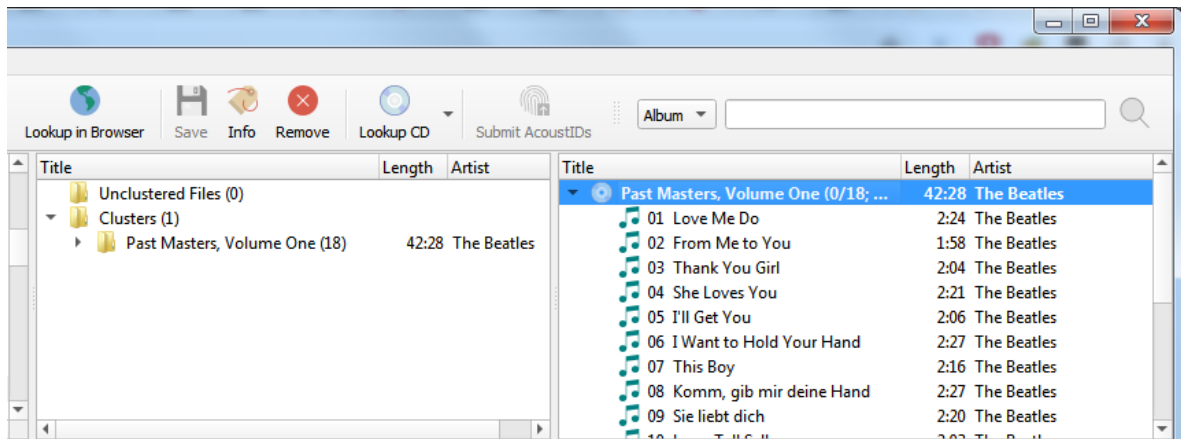 Lookup in Browser Save Info Remove Lookup CD Submit AcoustIDs Album
Title Length Artist
Unclustered Files (0)
Clusters (1)
Past Masters, Volume One (18) 42:28 The Beatles
Title Length Artist
Past Masters, Volume One (0/18; ... 42:28 The Beatles
01 Love Me Do 2:24 The Beatles
02 From Me to You 1:58 The Beatles
03 Thank You Girl 2:04 The Beatles
04 She Loves You 2:21 The Beatles
05 I'll Get You 2:06 The Beatles
06 I Want to Hold Your Hand 2:27 The Beatles
07 This Boy 2:16 The Beatles
08 Komm, gib mir deine Hand 2:27 The Beatles
09 Sie liebt dich 2:20 The Beatles